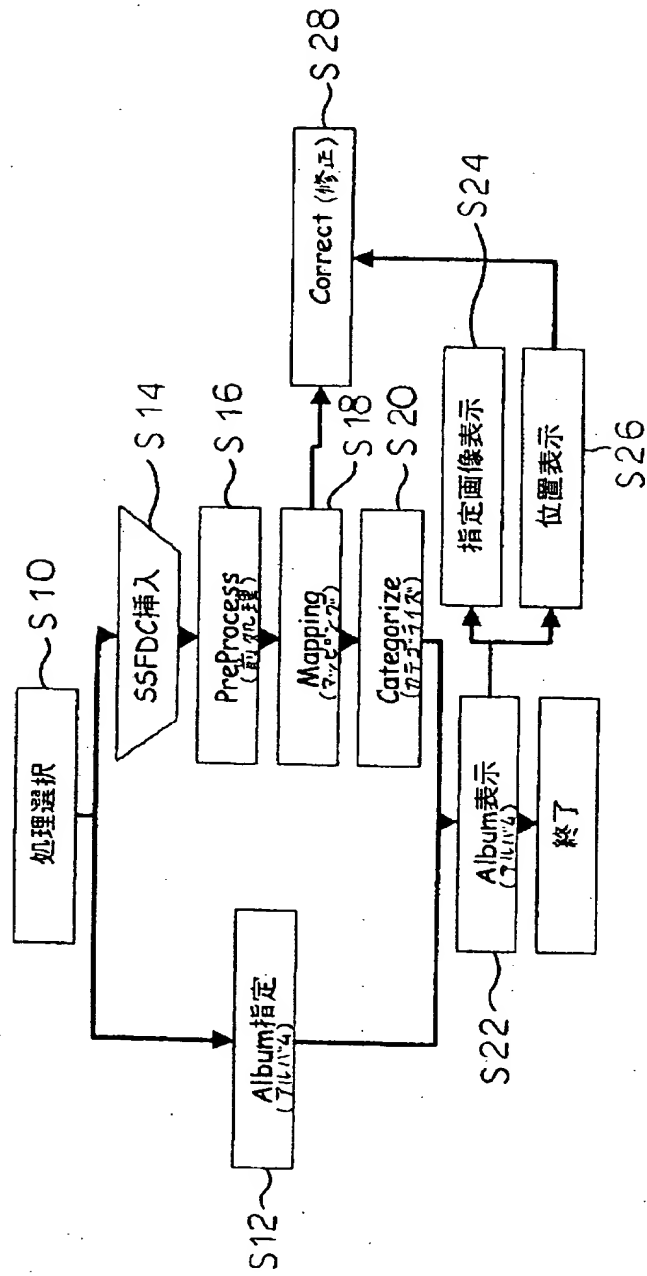 処理選択
S10
SSFDC挿入
S14
Album指定
(アルバム)
S12
PreProcess
(前処理)
S16
Mapping
(マッピング)
S18
Correct (修正)
S28
Categorize
(カテゴライズ)
S20
Album表示
(アルバム)
S22
指定画像表示
S24
位置表示
S26
終了